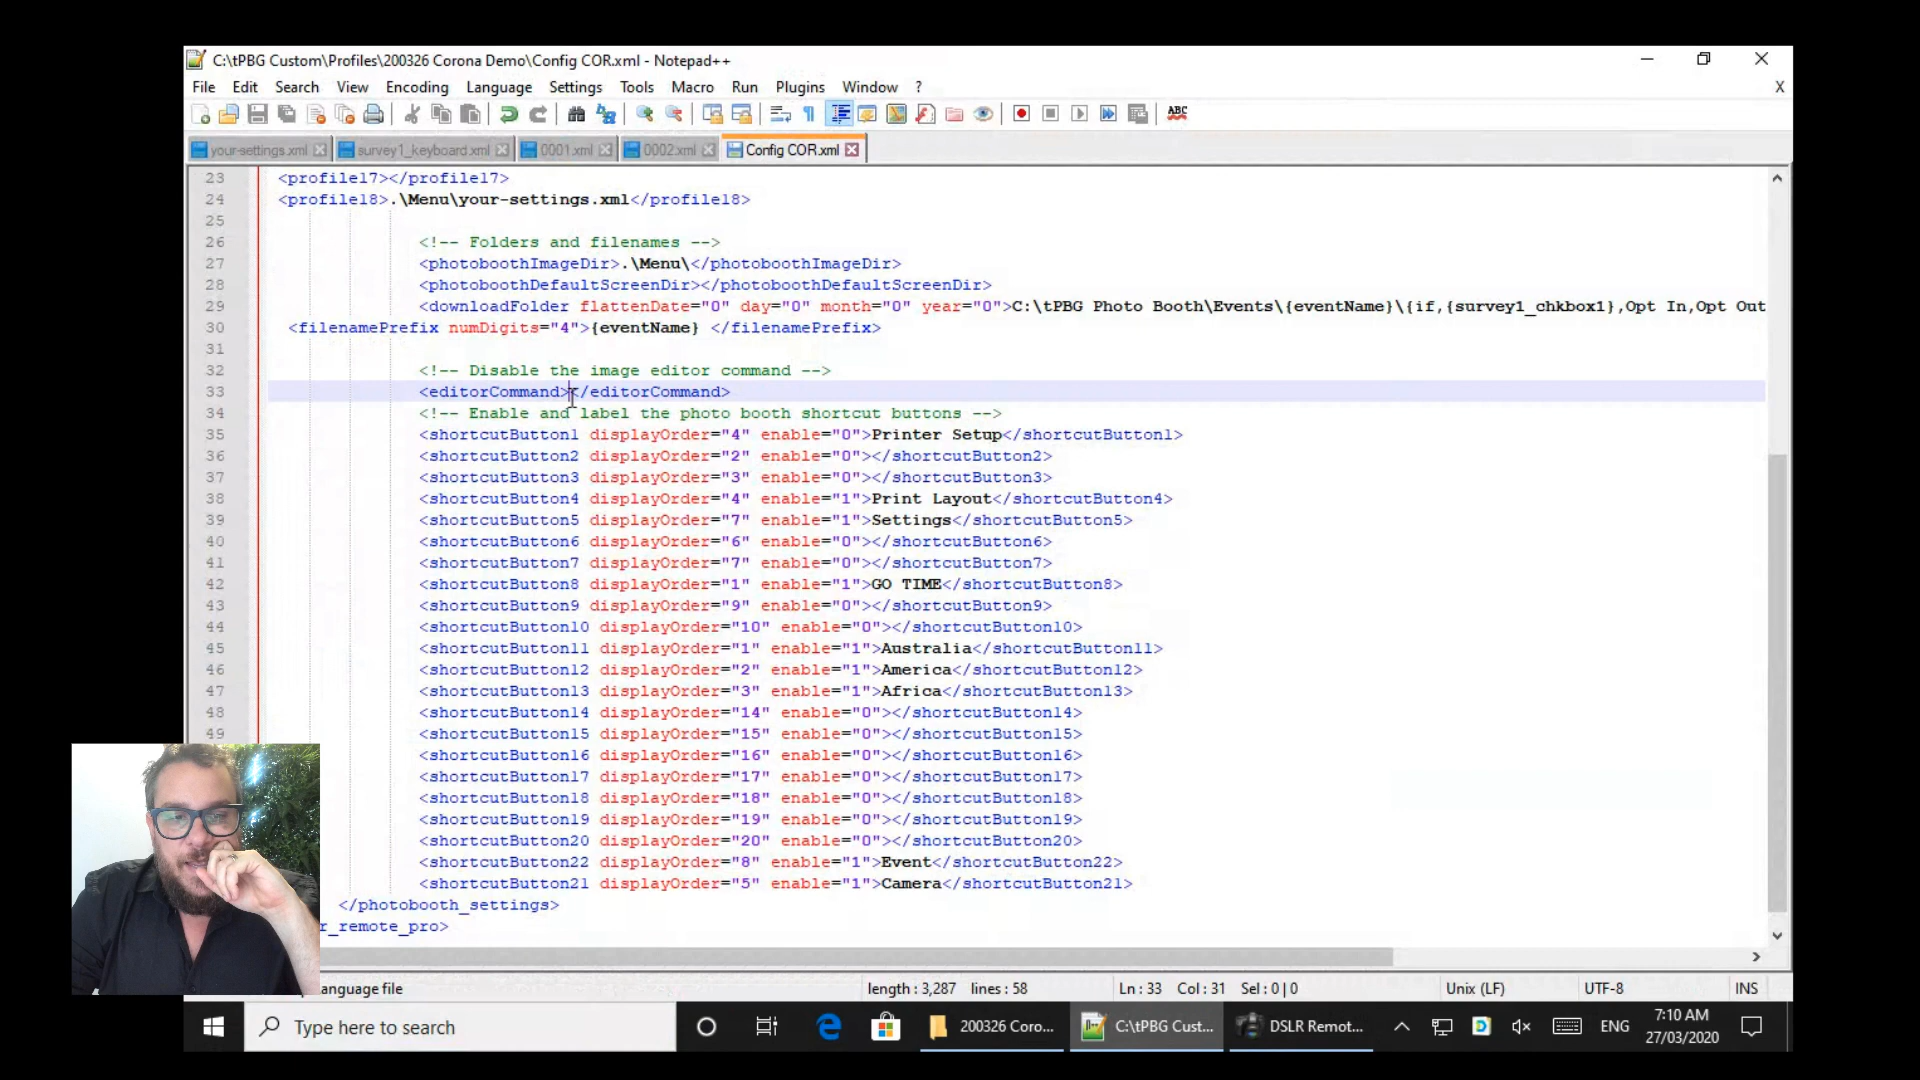 C:\tPBG Custom\Profiles\200326 Corona Demo\Config COR.xml - Notepad++
File Edit Search View Encoding Language Settings Tools Macro Run Plugins Window ? X
ABC
your-settings.xml survey1_keyboard.xml 0001.xml 0002.xml Config COR.xml
23 <profile17></profile17>
24 <profile18>.\Menu\your-settings.xml</profile18>
25
26 <!-- Folders and filenames -->
27 <photoboothImageDir>.\Menu\</photoboothImageDir>
28 <photoboothDefaultScreenDir></photoboothDefaultScreenDir>
29 <downloadFolder flattenDate="0" day="0" month="0" year="0">C:\tPBG Photo Booth\Events\{eventName}\{if,{survey1_chkbox1},Opt In,Opt Out
30 <filenamePrefix numDigits="4">{eventName} </filenamePrefix>
31
32 <!-- Disable the image editor command -->
33 <editorCommand></editorCommand>
34 <!-- Enable and label the photo booth shortcut buttons -->
35 <shortcutButton1 displayOrder="4" enable="0">Printer Setup</shortcutButton1>
36 <shortcutButton2 displayOrder="2" enable="0"></shortcutButton2>
37 <shortcutButton3 displayOrder="3" enable="0"></shortcutButton3>
38 <shortcutButton4 displayOrder="4" enable="1">Print Layout</shortcutButton4>
39 <shortcutButton5 displayOrder="7" enable="1">Settings</shortcutButton5>
40 <shortcutButton6 displayOrder="6" enable="0"></shortcutButton6>
41 <shortcutButton7 displayOrder="7" enable="0"></shortcutButton7>
42 <shortcutButton8 displayOrder="1" enable="1">GO TIME</shortcutButton8>
43 <shortcutButton9 displayOrder="9" enable="0"></shortcutButton9>
44 <shortcutButton10 displayOrder="10" enable="0"></shortcutButton10>
45 <shortcutButton11 displayOrder="1" enable="1">Australia</shortcutButton11>
46 <shortcutButton12 displayOrder="2" enable="1">America</shortcutButton12>
47 <shortcutButton13 displayOrder="3" enable="1">Africa</shortcutButton13>
48 <shortcutButton14 displayOrder="14" enable="0"></shortcutButton14>
49 <shortcutButton15 displayOrder="15" enable="0"></shortcutButton15>
<shortcutButton16 displayOrder="16" enable="0"></shortcutButton16>
<shortcutButton17 displayOrder="17" enable="0"></shortcutButton17>
<shortcutButton18 displayOrder="18" enable="0"></shortcutButton18>
<shortcutButton19 displayOrder="19" enable="0"></shortcutButton19>
<shortcutButton20 displayOrder="20" enable="0"></shortcutButton20>
<shortcutButton22 displayOrder="8" enable="1">Event</shortcutButton22>
<shortcutButton21 displayOrder="5" enable="1">Camera</shortcutButton21>
</photobooth_settings>
r_remote_pro>
anguage file length : 3,287 lines : 58 Ln : 33 Col : 31 Sel : 0 | 0 Unix (LF) UTF-8 INS
Type here to search 200326 Coro... C:\tPBG Cust... DSLR Remot... ENG 7:10 AM
27/03/2020